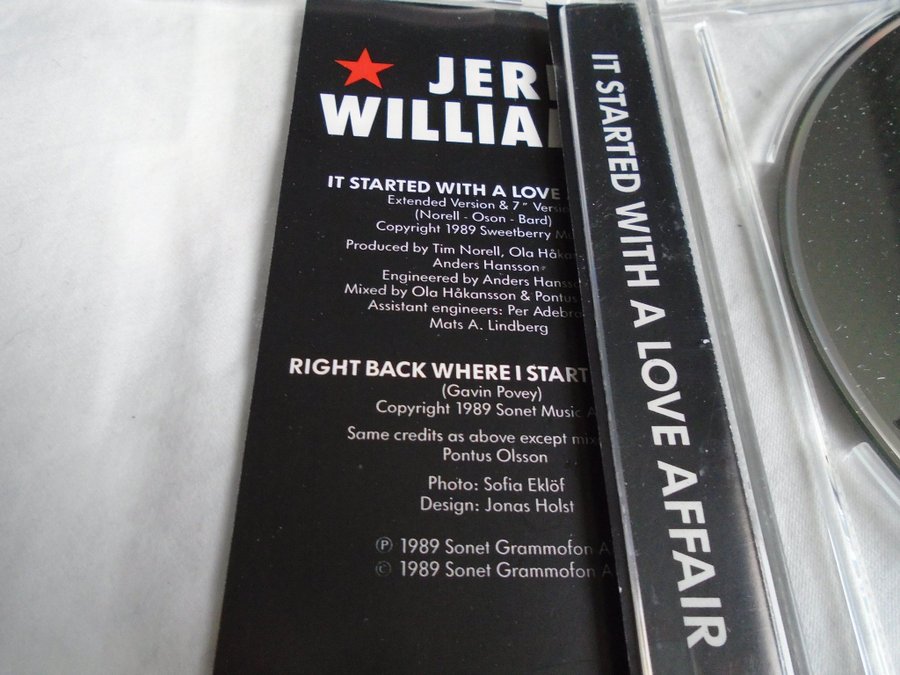 JER
WILLIA
IT STARTED WITH A LOVE
Extended Version & 7" Versi
(Norell - Oson - Bard)
Copyright 1989 Sweetberry M
Produced by Tim Norell, Ola Håka
Anders Hansson
Engineered by Anders Hansso
Mixed by Ola Håkansson & Pontus
Assistant engineers: Per Adebra
Mats A. Lindberg
RIGHT BACK WHERE I START
(Gavin Povey)
Copyright 1989 Sonet Music A
Same credits as above except mix
Pontus Olsson
Photo: Sofia Eklöf
Design: Jonas Holst
℗ 1989 Sonet Grammofon A
© 1989 Sonet Grammofon A
IT STARTED WITH A LOVE AFFAIR